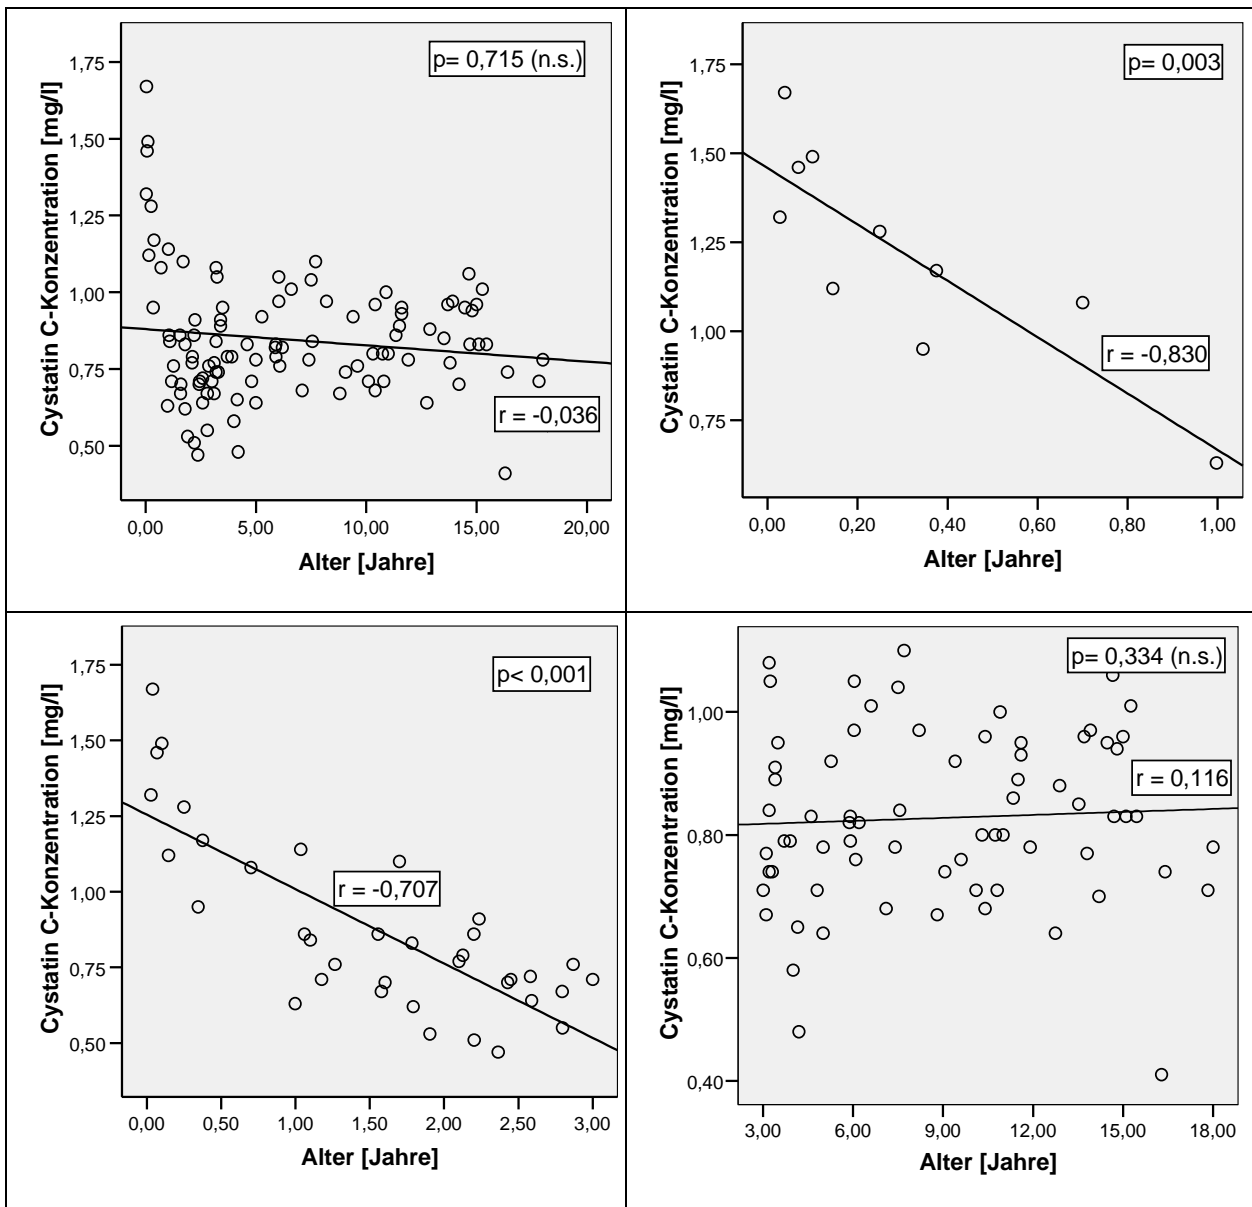 p= 0,715 (n.s.)
Cystatin C-Konzentration [mg/l]
1,75
1,50
1,25
1,00
0,75
0,50
r = -0,036
0,00 5,00 10,00 15,00 20,00
Alter [Jahre]
p= 0,003
Cystatin C-Konzentration [mg/l]
1,75
1,50
1,25
1,00
0,75
r = -0,830
0,00 0,20 0,40 0,60 0,80 1,00
Alter [Jahre]
p< 0,001
Cystatin C-Konzentration [mg/l]
1,75
1,50
1,25
1,00
0,75
0,50
r = -0,707
0,00 0,50 1,00 1,50 2,00 2,50 3,00
Alter [Jahre]
p= 0,334 (n.s.)
Cystatin C-Konzentration [mg/l]
1,00
0,80
0,60
0,40
r = 0,116
3,00 6,00 9,00 12,00 15,00 18,00
Alter [Jahre]